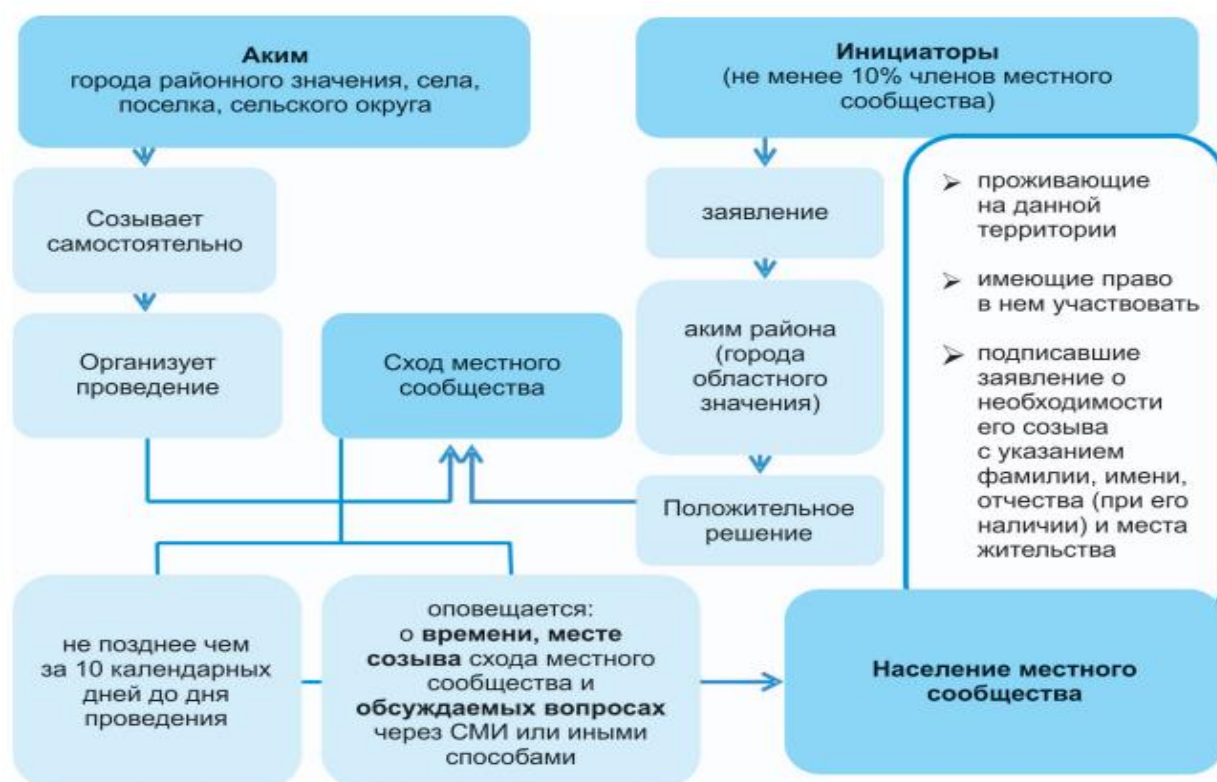 Аким
города районного значения, села,
поселка, сельского округа
Инициаторы
(не менее 10% членов местного
сообщества)
Созывает
самостоятельно
заявление
➢ проживающие
на данной
территории
➢ имеющие право
в нем участвовать
➢ подписавшие
заявление о
необходимости
его созыва
с указанием
фамилии, имени,
отчества (при его
наличии) и места
жительства
Организует
проведение
Сход местного
сообщества
аким района
(города
областного
значения)
Положительное
решение
не позднее чем
за 10 календарных
дней до дня
проведения
оповещается:
о времени, месте
созыва схода местного
сообщества и
обсуждаемых вопросах
через СМИ или иными
способами
Население местного
сообщества